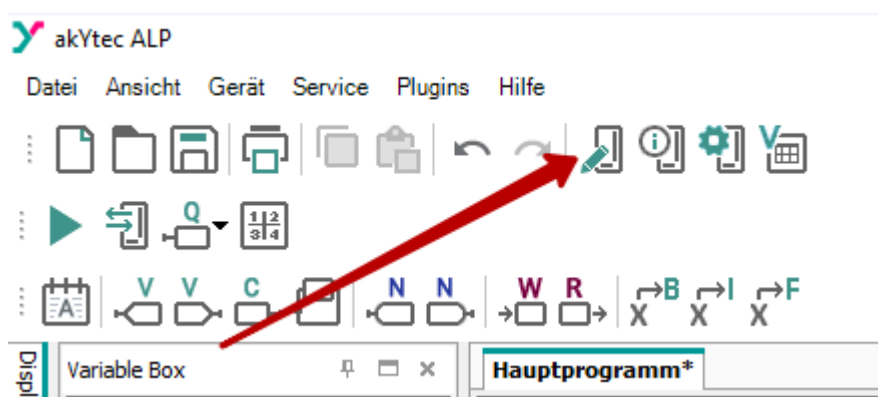 akYtec ALP
Datei Ansicht Gerät Service Plugins Hilfe
i V
Q 1 2
3 4
A V V C N N W R X B X I X F
Displ
Variable Box
Hauptprogramm*